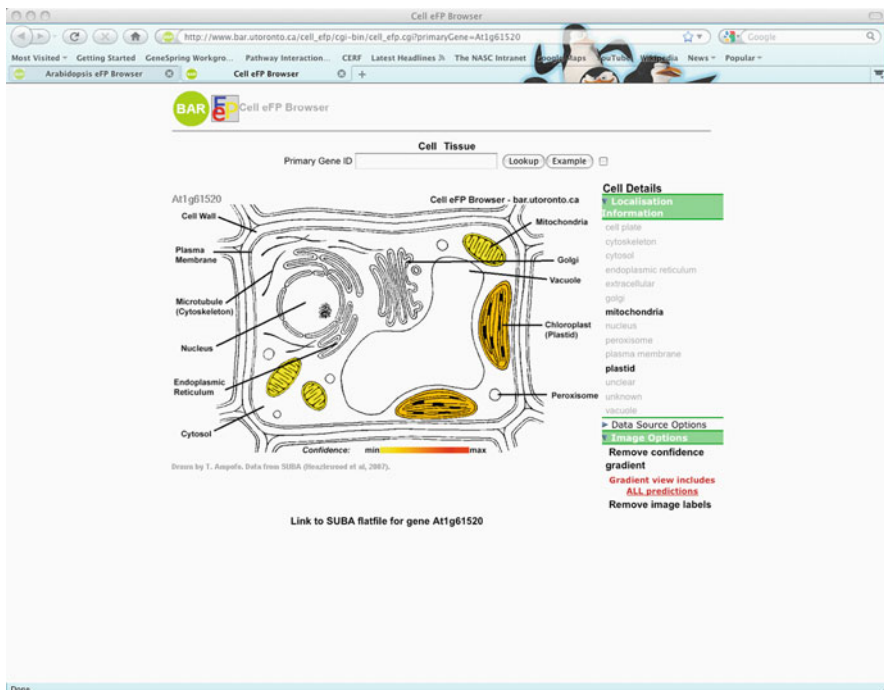 Cell eFP Browser
http://www.bar.utoronto.ca/cell_efp/cgi-bin/cell_efp.cgi?primaryGene=At1g61520
Google
Most Visited Getting Started GeneSpring Workgro... Pathway Interaction... CERF Latest Headlines The NASC Intranet Google Maps YouTube Wikipedia News Popular
Arabidopsis eFP Browser
Cell eFP Browser
+
BAR
eFP
Cell eFP Browser
Cell Tissue
Primary Gene ID
Lookup
Example
At1g61520
Cell eFP Browser - bar.utoronto.ca
Cell Wall
Plasma
Membrane
Microtubule
(Cytoskeleton)
Nucleus
Endoplasmic
Reticulum
Cytosol
Mitochondria
Golgi
Vacuole
Chloroplast
(Plastid)
Peroxisome
Confidence: min max
Drawn by T. Ampofo. Data from SUBA (Heazlewood et al, 2007).
Link to SUBA flatfile for gene At1g61520
Cell Details
Localisation
Information
cell plate
cytoskeleton
cytosol
endoplasmic reticulum
extracellular
golgi
mitochondria
nucleus
peroxisome
plasma membrane
plastid
unclear
unknown
vacuole
Data Source Options
Image Options
Remove confidence
gradient
Gradient view includes
ALL predictions
Remove image labels
Done